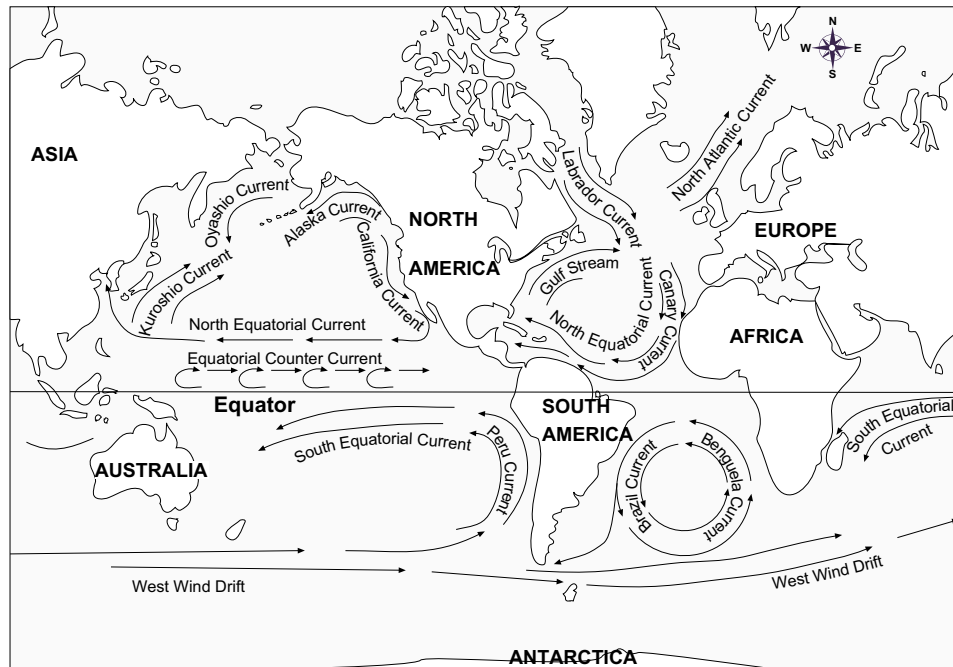 N
W E
S
ASIA
Oyashio Current
Alaska Current
NORTH
AMERICA
Labrador Current
North Atlantic Current
EUROPE
Kuroshio Current
California Current
Gulf Stream
North Equatorial Current
Canary Current
AFRICA
North Equatorial Current
Equatorial Counter Current
Equator
SOUTH
AMERICA
South Equatorial Current
Peru Current
Brazil Current
Benguela Current
South Equatorial
Current
AUSTRALIA
West Wind Drift
West Wind Drift
ANTARCTICA